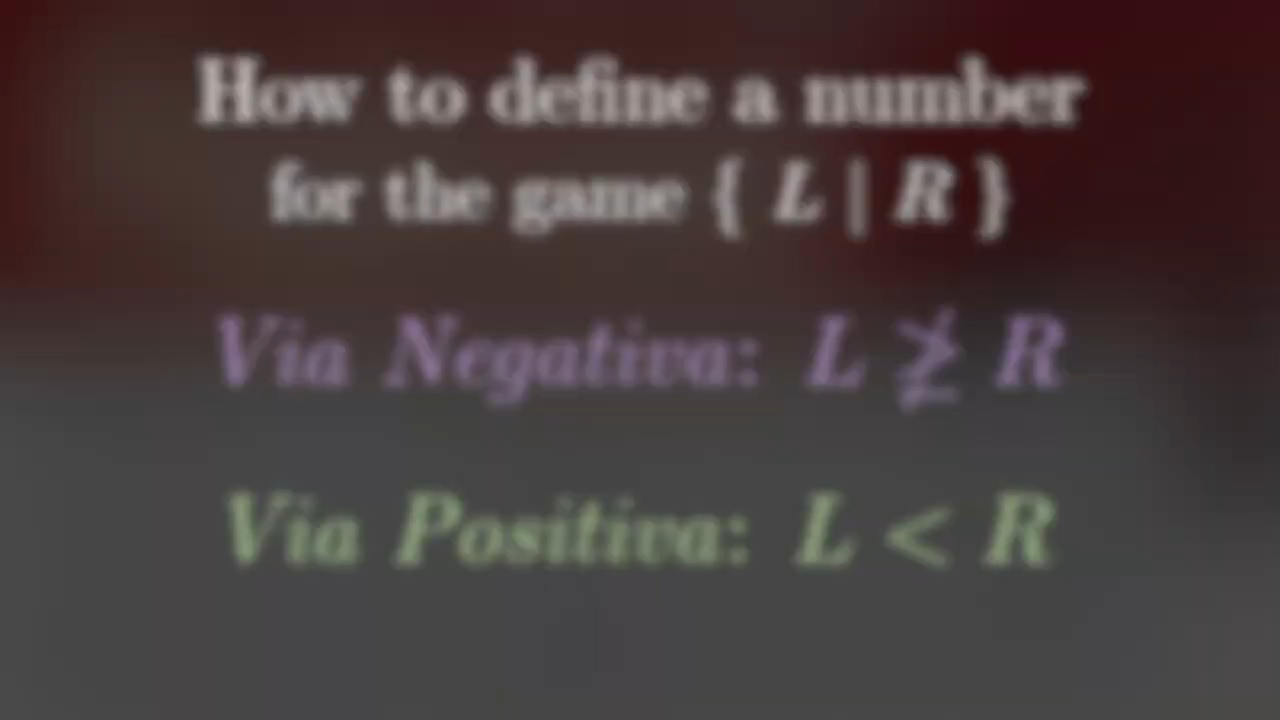 How to define a number
for the game { L | R }
Via Negativa: L ≱ R
Via Positiva: L < R